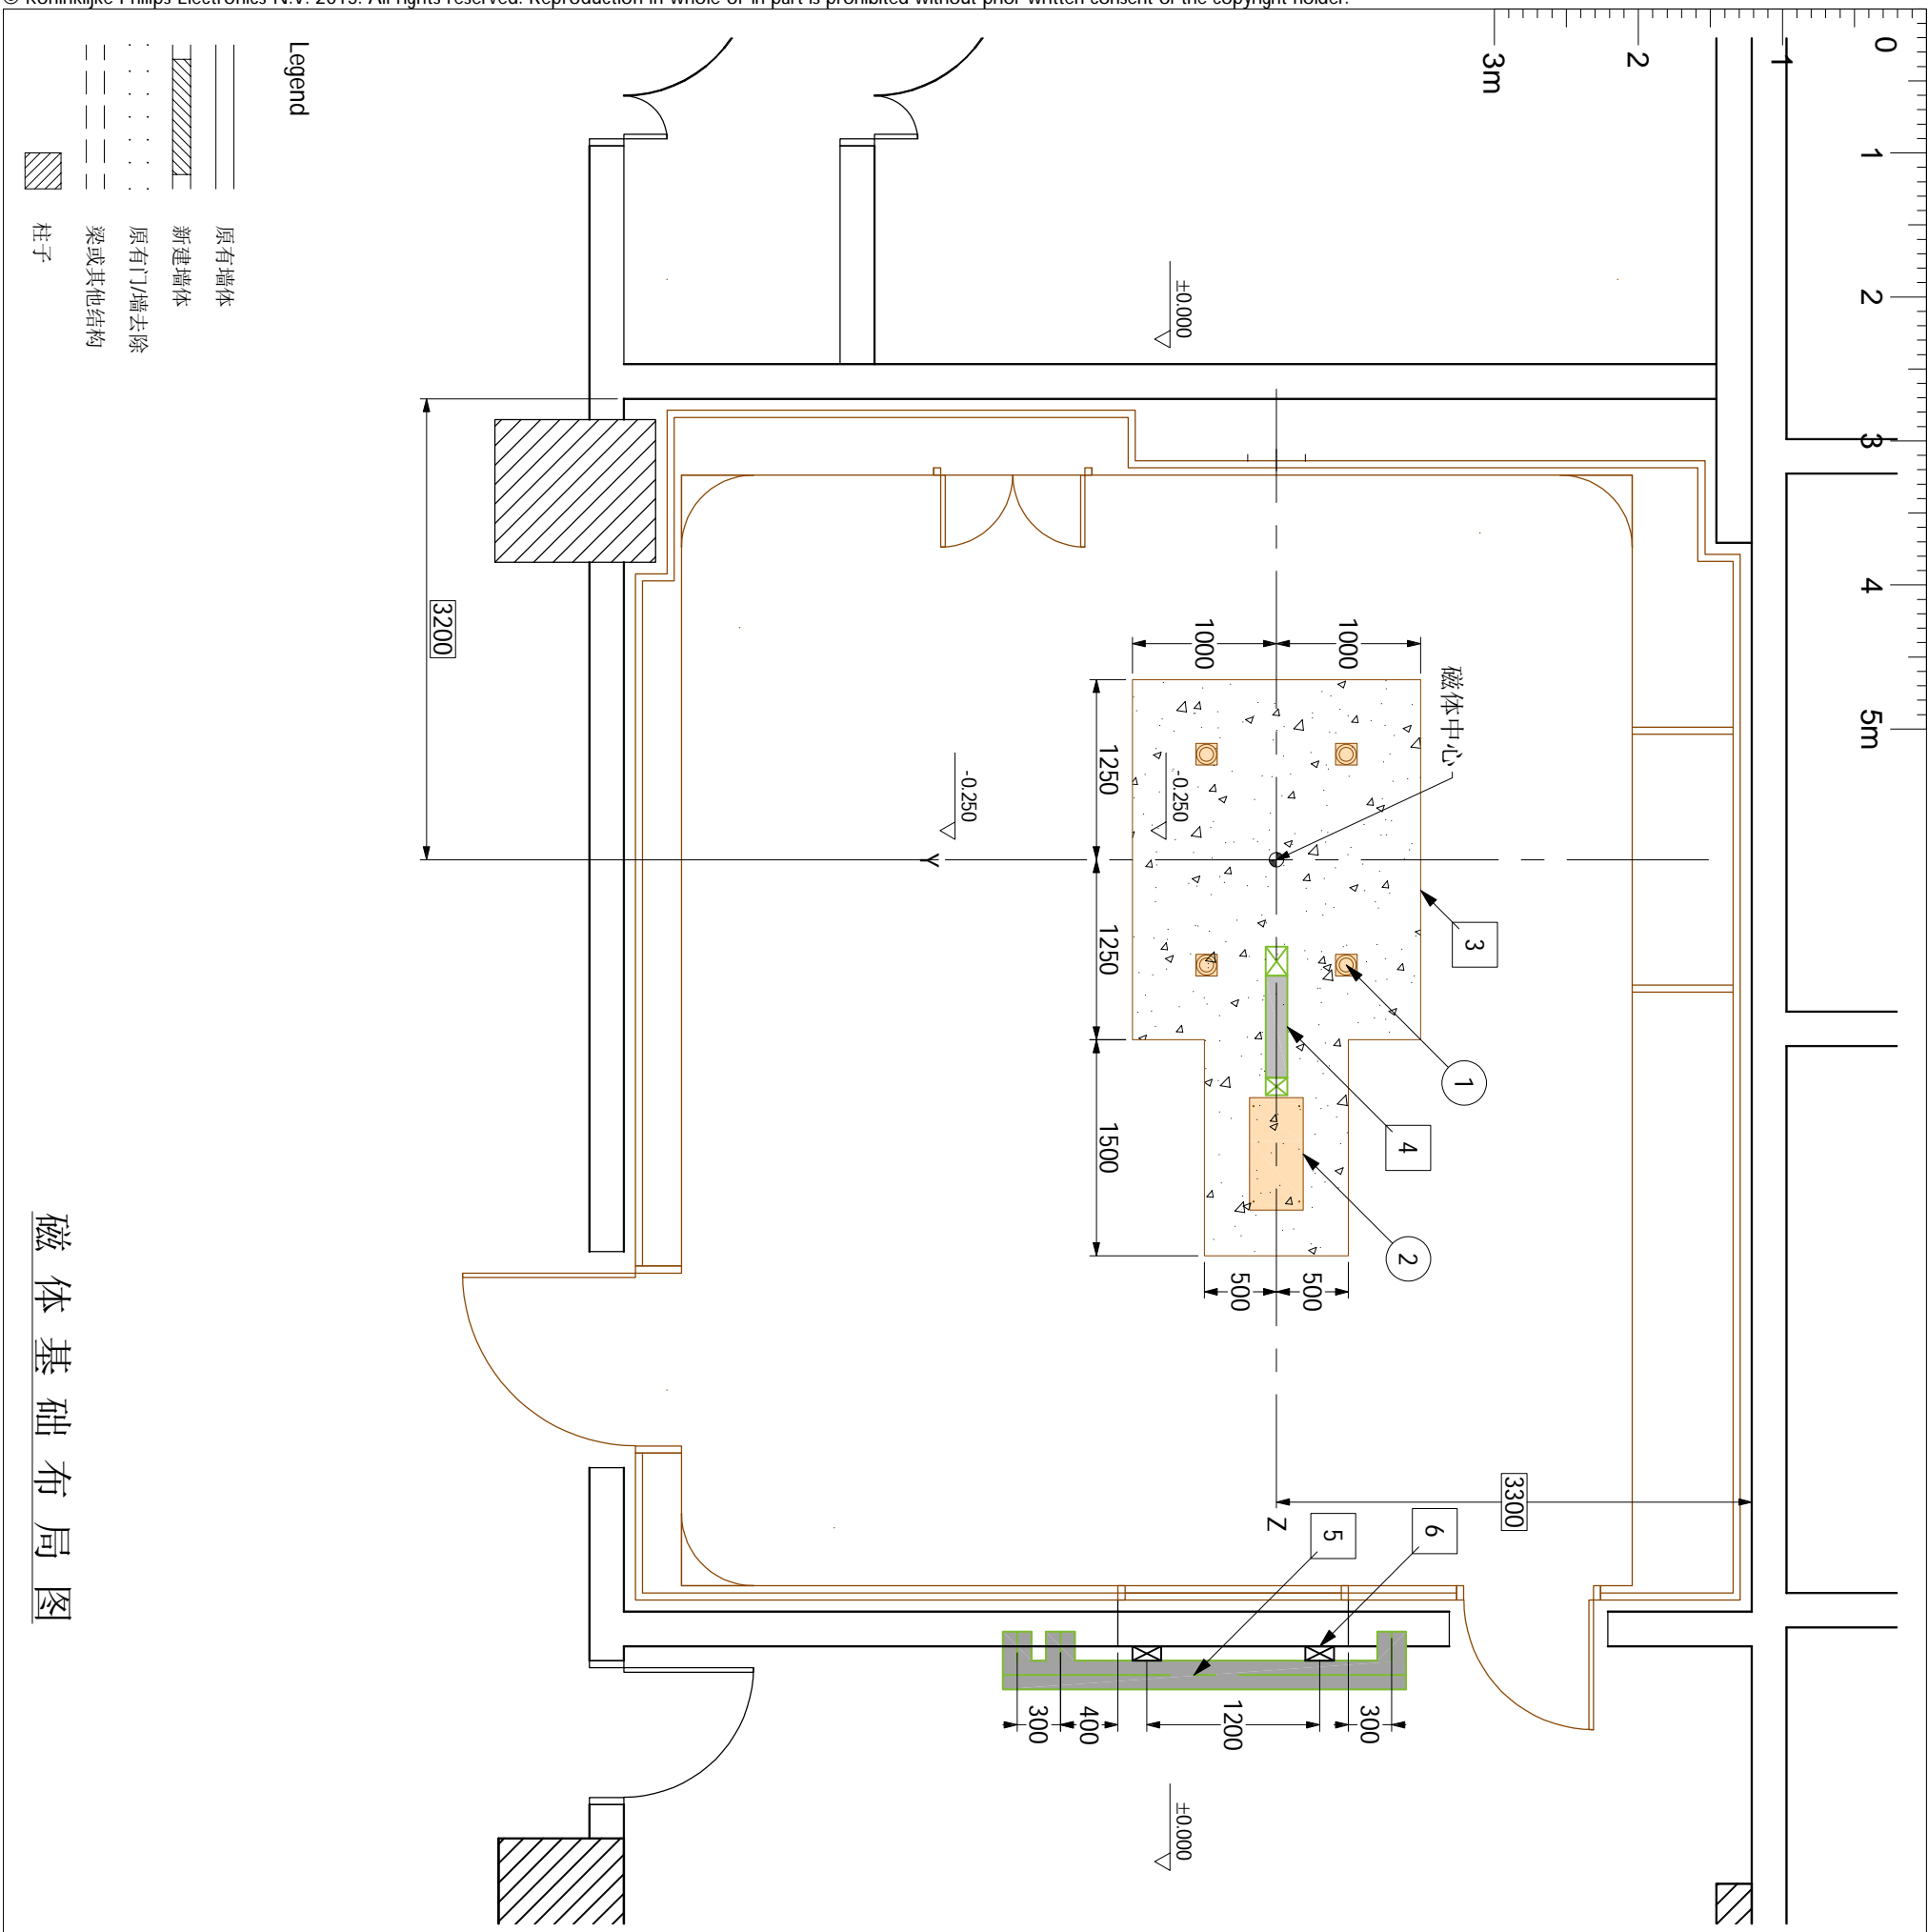 © Koninklijke Philips Electronics N.V. 2015. All rights reserved. Reproduction in whole or in part is prohibited without prior written consent of the copyright holder.
0
1
2
3
4
5m
1
2
3m
±0.000
磁体中心
1000
1000
1250
1250
1500
500
500
-0.250
-0.250
Y
Z
3200
3300
3
1
4
2
6
5
300
1200
400
300
±0.000
Legend
原有墙体
新建墙体
原有门/墙去除
梁或其他结构
柱子
磁体基础布局图